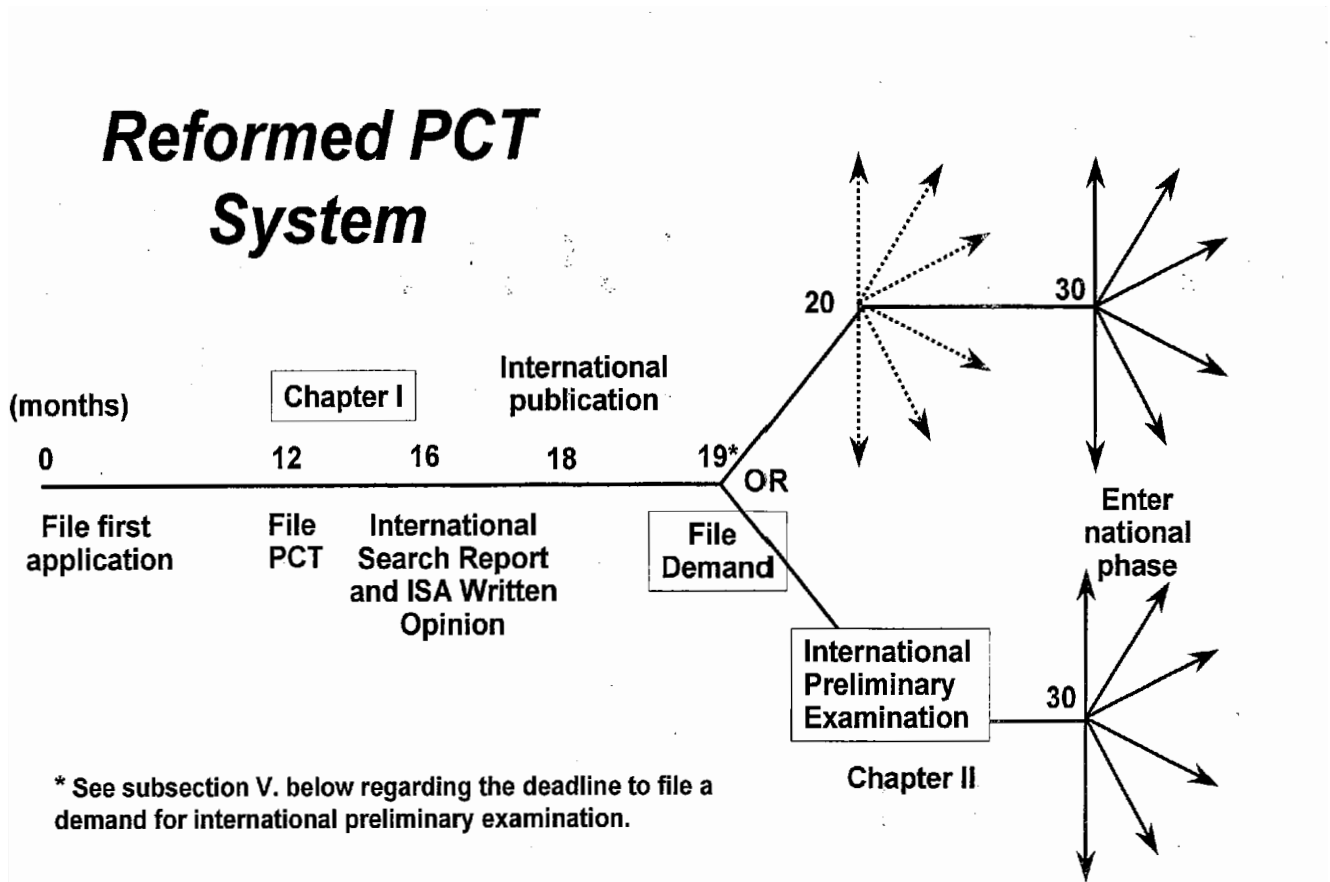 Reformed PCT
System
20
30
International
publication
Chapter I
(months)
0
12
16
18
19*
OR
File first
application
File
PCT
International
Search Report
and ISA Written
Opinion
File
Demand
Enter
national
phase
International
Preliminary
Examination
30
Chapter II
* See subsection V. below regarding the deadline to file a
demand for international preliminary examination.